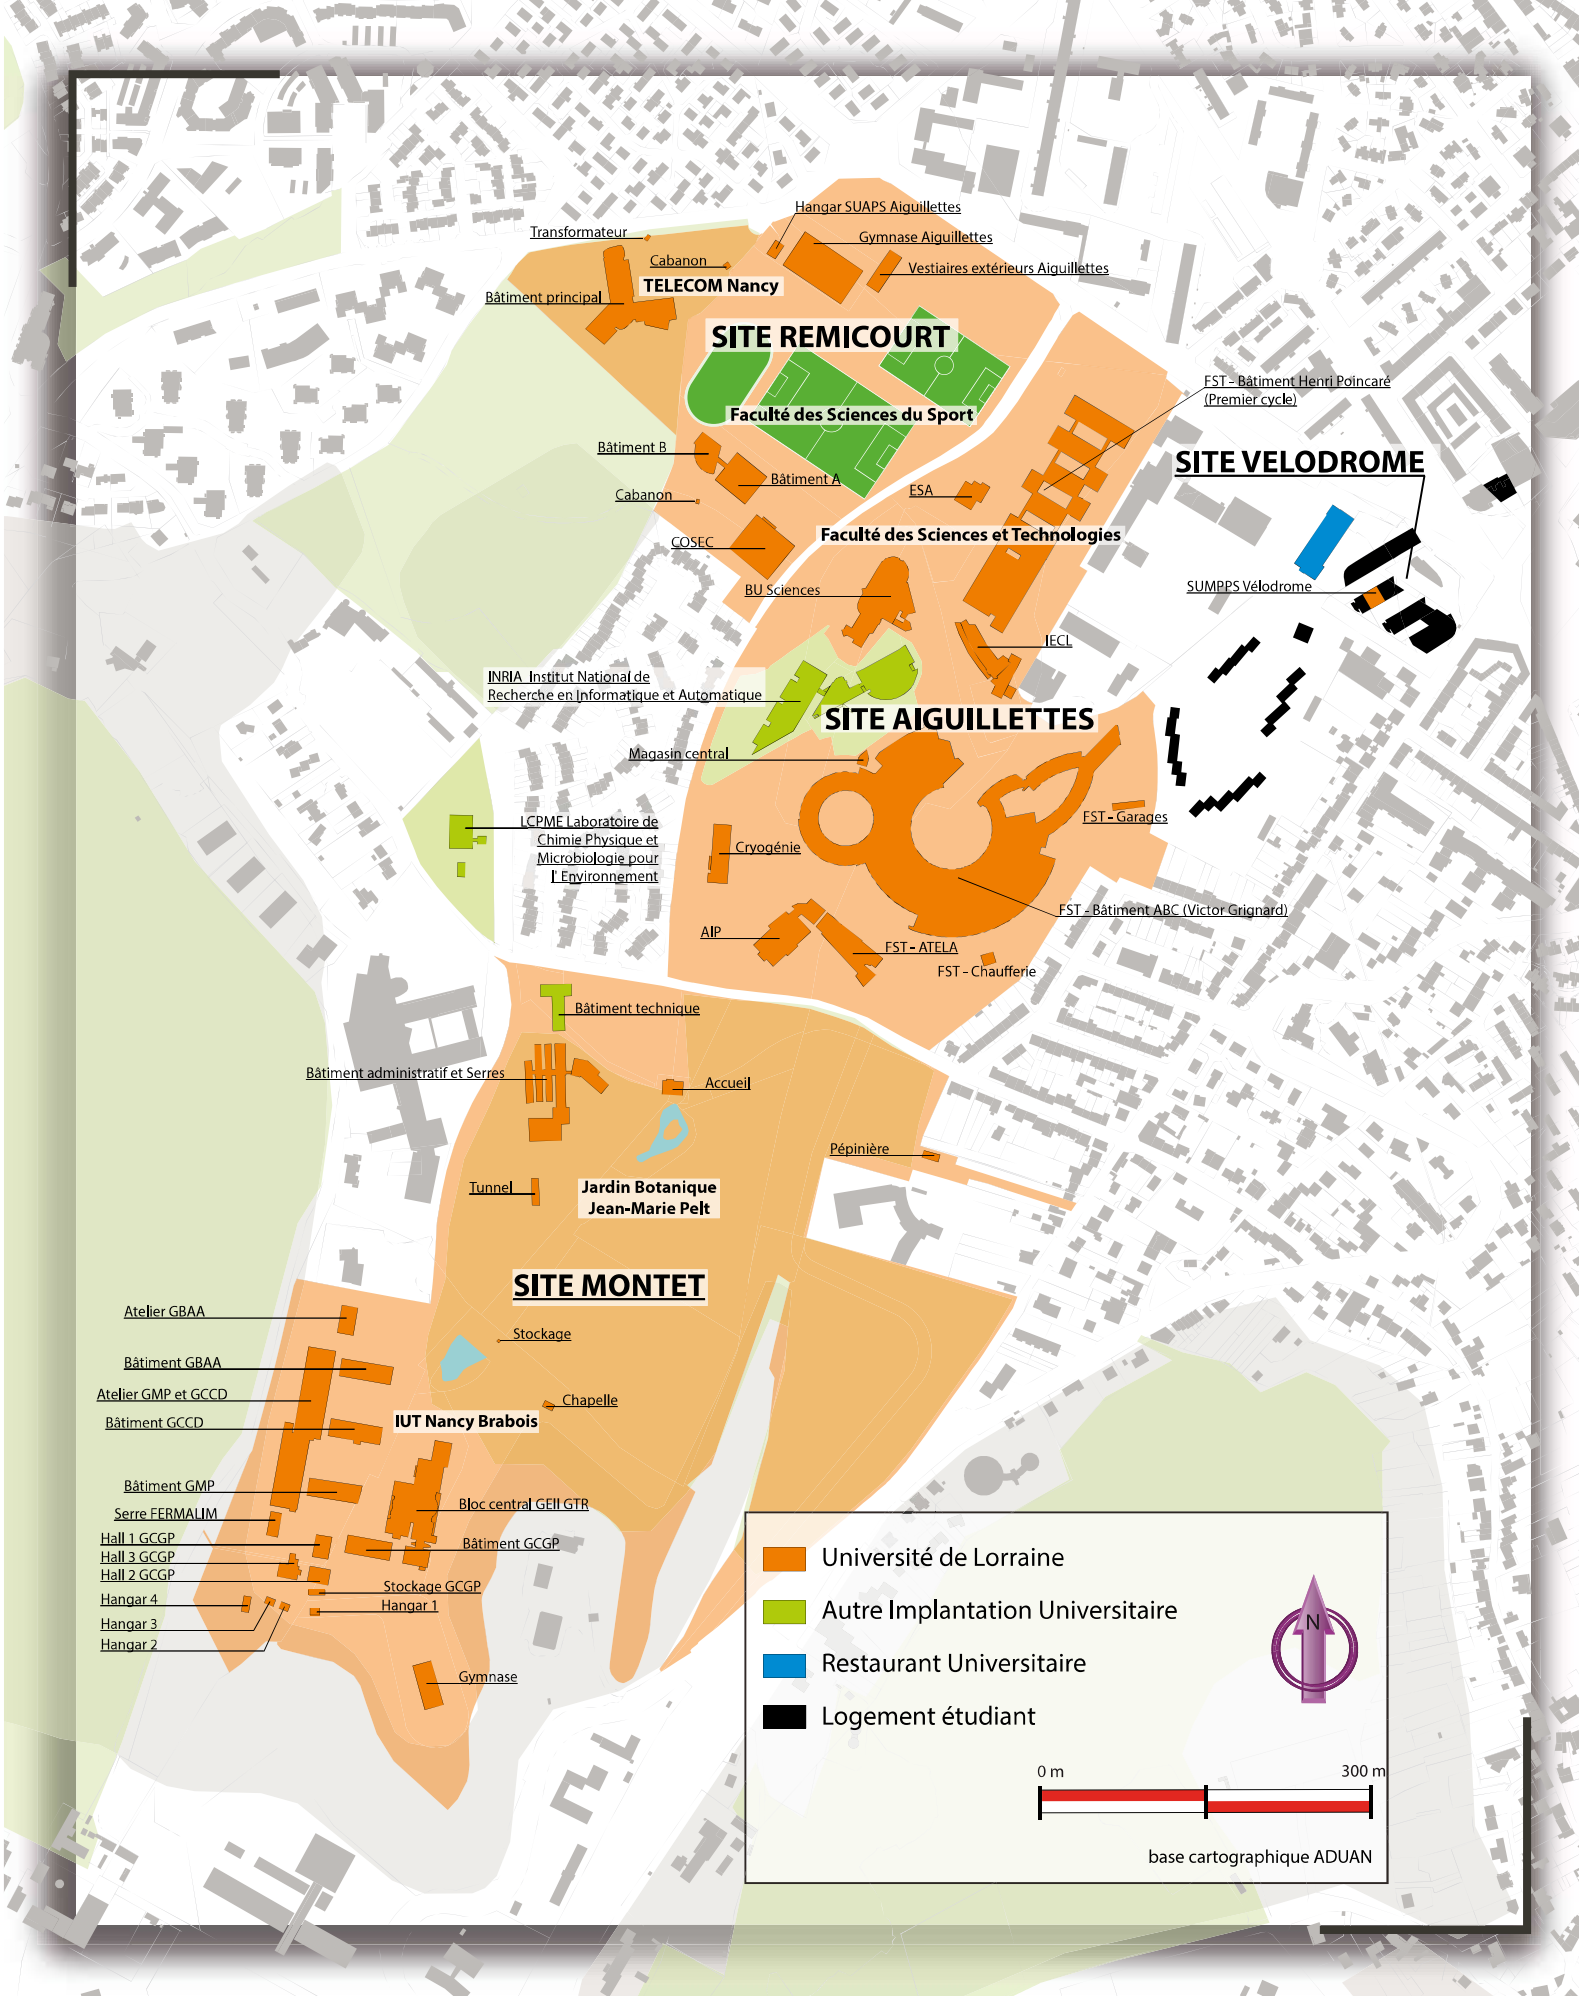 Hangar SUAPS Aiguillettes
Transformateur
Gymnase Aiguillettes
Cabanon
Vestiaires extérieurs Aiguillettes
TELECOM Nancy
Bâtiment principal
SITE REMICOURT
FST - Bâtiment Henri Poincaré
(Premier cycle)
Faculté des Sciences du Sport
Bâtiment B
SITE VELODROME
Bâtiment A
ESA
Cabanon
Faculté des Sciences et Technologies
COSEC
BU Sciences
SUMPPS Vélodrome
IECL
INRIA Institut National de
Recherche en Informatique et Automatique
SITE AIGUILLETTES
Magasin central
FST - Garages
LCPME Laboratoire de
Chimie Physique et
Microbiologie pour
l' Environnement
Cryogénie
FST - Bâtiment ABC (Victor Grignard)
AIP
FST - ATELA
FST - Chaufferie
Bâtiment technique
Bâtiment administratif et Serres
Accueil
Pépinière
Tunnel
Jardin Botanique
Jean-Marie Pelt
SITE MONTET
Atelier GBAA
Stockage
Bâtiment GBAA
Atelier GMP et GCCD
Chapelle
Bâtiment GCCD
IUT Nancy Brabois
Bâtiment GMP
Bloc central GEII GTR
Serre FERMALIM
Hall 1 GCGP
Bâtiment GCGP
Hall 3 GCGP
Hall 2 GCGP
Stockage GCGP
Hangar 4
Hangar 1
Hangar 3
Hangar 2
Gymnase
Université de Lorraine
Autre Implantation Universitaire
N
Restaurant Universitaire
Logement étudiant
0 m
300 m
base cartographique ADUAN